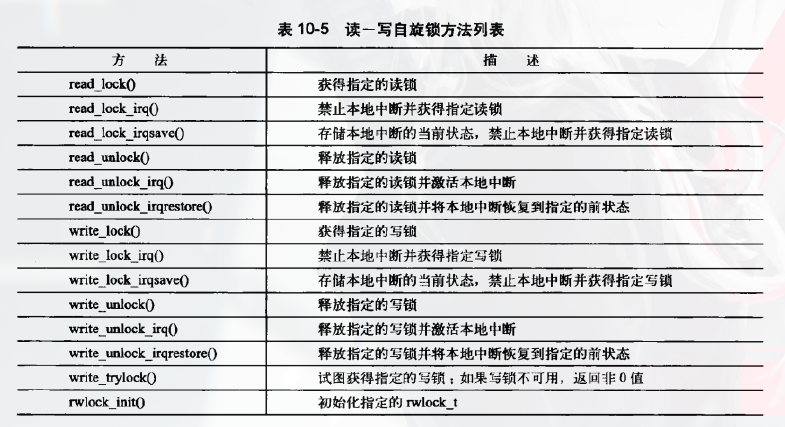 表 10-5 读—写自旋锁方法列表
方 法 描 述
read_lock() 获得指定的读锁
read_lock_irq() 禁止本地中断并获得指定读锁
read_lock_irqsave() 存储本地中断的当前状态，禁止本地中断并获得指定读锁
read_unlock() 释放指定的读锁
read_unlock_irq() 释放指定的读锁并激活本地中断
read_unlock_irqrestore() 释放指定的读锁并将本地中断恢复到指定的前状态
write_lock() 获得指定的写锁
write_lock_irq() 禁止本地中断并获得指定写锁
write_lock_irqsave() 存储本地中断的当前状态，禁止本地中断并获得指定写锁
write_unlock() 释放指定的写锁
write_unlock_irq() 释放指定的写锁并激活本地中断
write_unlock_irqrestore() 释放指定的写锁并将本地中断恢复到指定的前状态
write_trylock() 试图获得指定的写锁；如果写锁不可用，返回非 0 值
rwlock_init() 初始化指定的 rwlock_t